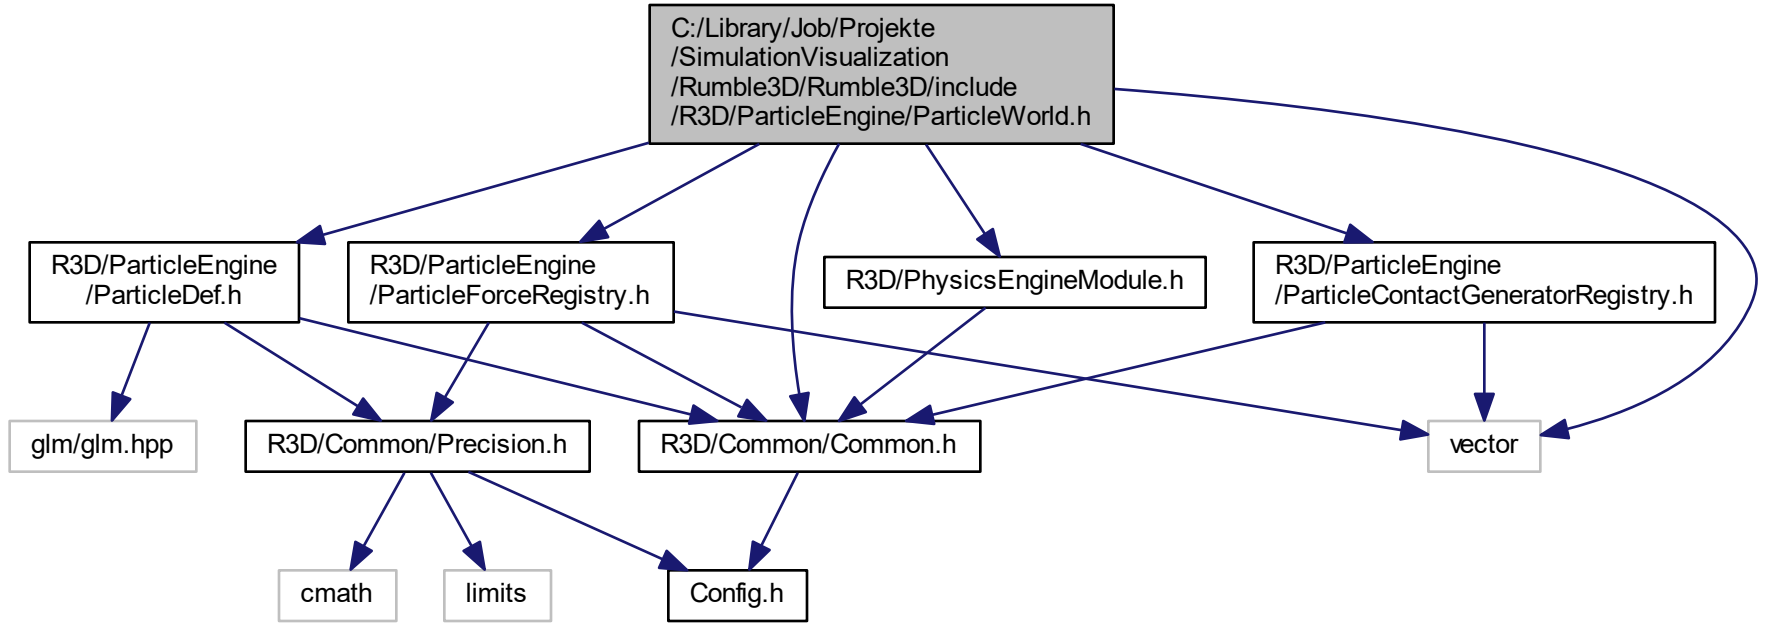 C:/Library/Job/Projekte
/SimulationVisualization
/Rumble3D/Rumble3D/include
/R3D/ParticleEngine/ParticleWorld.h
R3D/ParticleEngine
/ParticleDef.h
R3D/ParticleEngine
/ParticleForceRegistry.h
R3D/PhysicsEngineModule.h
R3D/ParticleEngine
/ParticleContactGeneratorRegistry.h
glm/glm.hpp
R3D/Common/Precision.h
R3D/Common/Common.h
vector
cmath
limits
Config.h